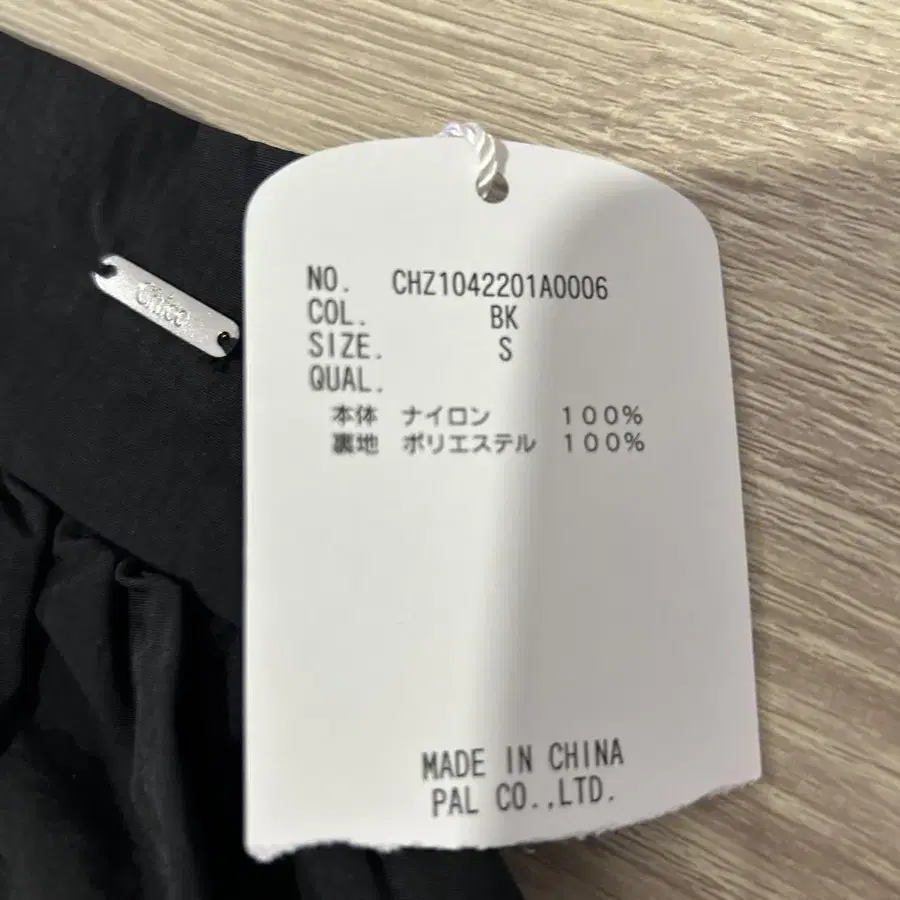 Chico
NO. CHZ1042201A0006
COL. BK
SIZE. S
QUAL.
本体 ナイロン 100%
裏地 ポリエステル 100%
MADE IN CHINA
PAL CO.,LTD.